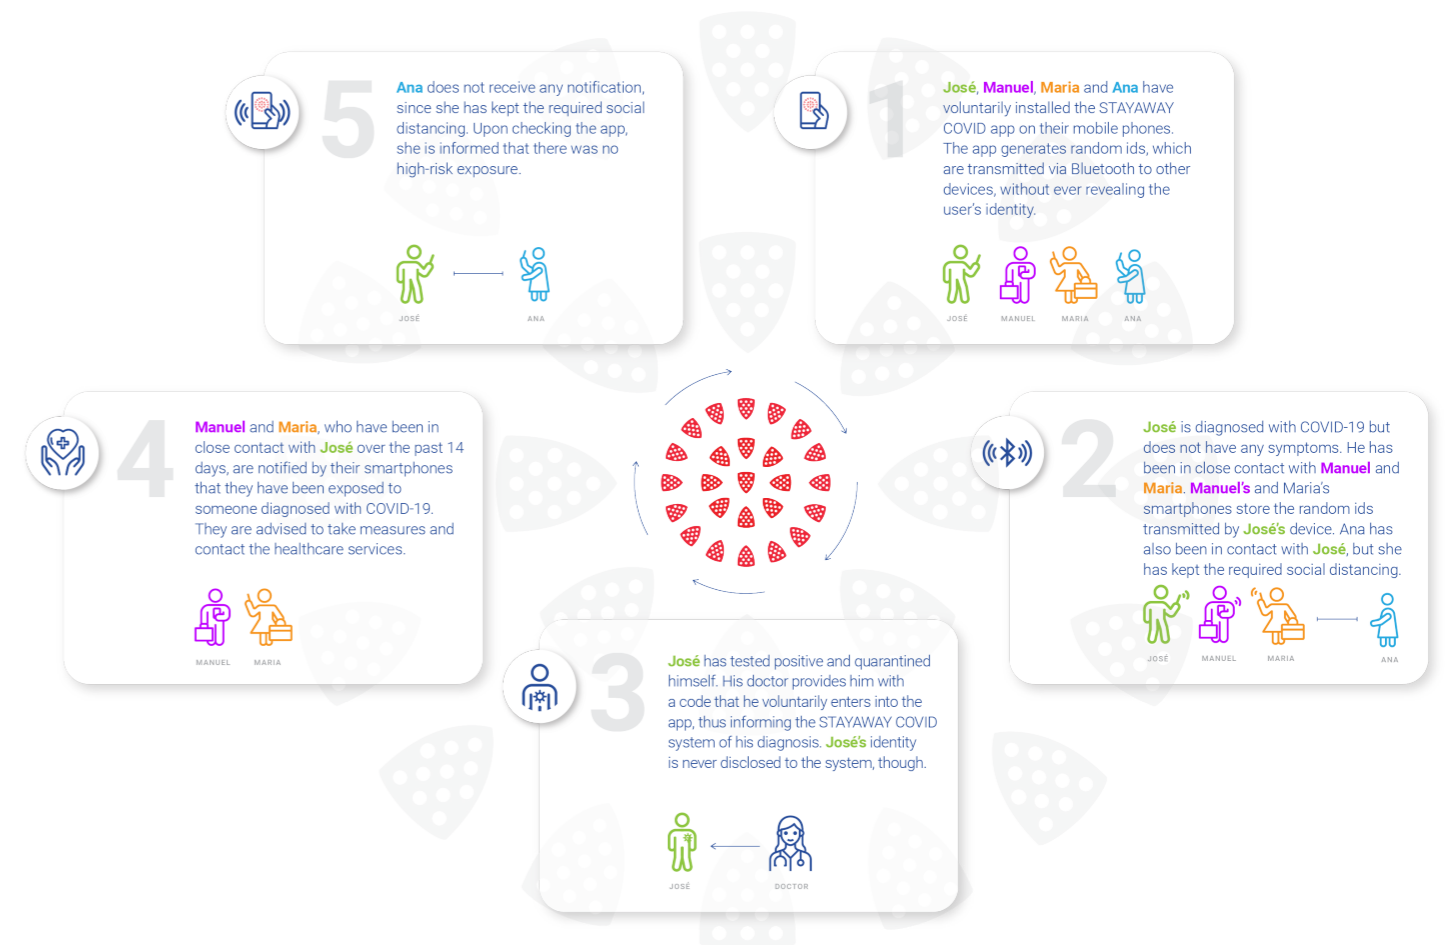 1
José, Manuel, Maria and Ana have
voluntarily installed the STAYAWAY
COVID app on their mobile phones.
The app generates random ids, which
are transmitted via Bluetooth to other
devices, without ever revealing the
user's identity.
JOSÉ MANUEL MARIA ANA
2
José is diagnosed with COVID-19 but
does not have any symptoms. He has
been in close contact with Manuel and
Maria. Manuel's and Maria's
smartphones store the random ids
transmitted by José's device. Ana has
also been in contact with José, but she
has kept the required social distancing.
JOSÉ MANUEL MARIA ANA
3
José has tested positive and quarantined
himself. His doctor provides him with
a code that he voluntarily enters into the
app, thus informing the STAYAWAY COVID
system of his diagnosis. José's identity
is never disclosed to the system, though.
JOSÉ DOCTOR
4
Manuel and Maria, who have been in
close contact with José over the past 14
days, are notified by their smartphones
that they have been exposed to
someone diagnosed with COVID-19.
They are advised to take measures and
contact the healthcare services.
MANUEL MARIA
5
Ana does not receive any notification,
since she has kept the required social
distancing. Upon checking the app,
she is informed that there was no
high-risk exposure.
JOSÉ ANA